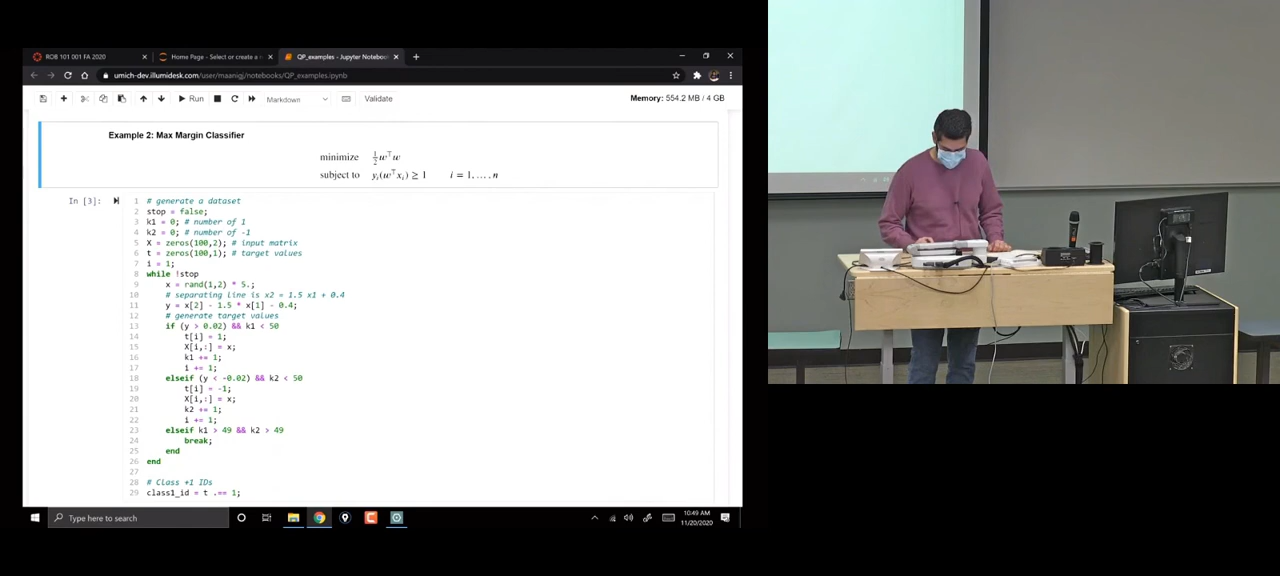 ROB 101 001 FA 2020
Home Page - Select or create a n
QP_examples - Jupyter Noteboo
umich-dev.illumidesk.com/user/maanigj/notebooks/QP_examples.ipynb
Run
Markdown
Validate
Memory: 554.2 MB / 4 GB
Example 2: Max Margin Classifier
minimize ½wᵀw
subject to yᵢ(wᵀxᵢ) ≥ 1 i = 1, … , n
In [3]:
1 # generate a dataset
2 stop = false;
3 k1 = 0; # number of 1
4 k2 = 0; # number of -1
5 X = zeros(100,2); # input matrix
6 t = zeros(100,1); # target values
7 i = 1;
8 while !stop
9 x = rand(1,2) * 5.;
10 # separating line is x2 = 1.5 x1 + 0.4
11 y = x[2] - 1.5 * x[1] - 0.4;
12 # generate target values
13 if (y > 0.02) && k1 < 50
14 t[i] = 1;
15 X[i,:] = x;
16 k1 += 1;
17 i += 1;
18 elseif (y < -0.02) && k2 < 50
19 t[i] = -1;
20 X[i,:] = x;
21 k2 += 1;
22 i += 1;
23 elseif k1 > 49 && k2 > 49
24 break;
25 end
26 end
27
28 # Class +1 IDs
29 class1_id = t .== 1;
Type here to search
10:49 AM
11/20/2020